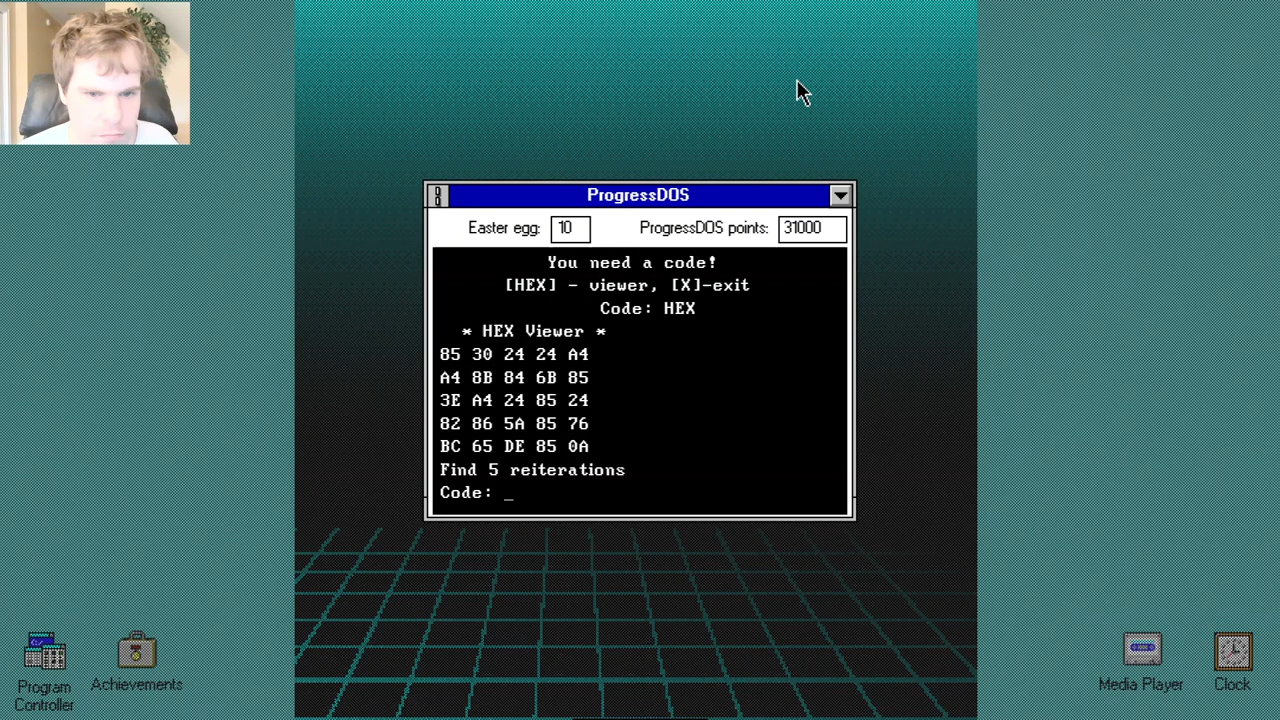 ProgressDOS
Easter egg: 10 ProgressDOS points: 31000
You need a code!
[HEX] - viewer, [X]-exit
Code: HEX
* HEX Viewer *
85 30 24 24 A4
A4 8B 84 6B 85
3E A4 24 85 24
82 86 5A 85 76
BC 65 DE 85 0A
Find 5 reiterations
Code: _
Program
Controller
Achievements
Media Player
Clock